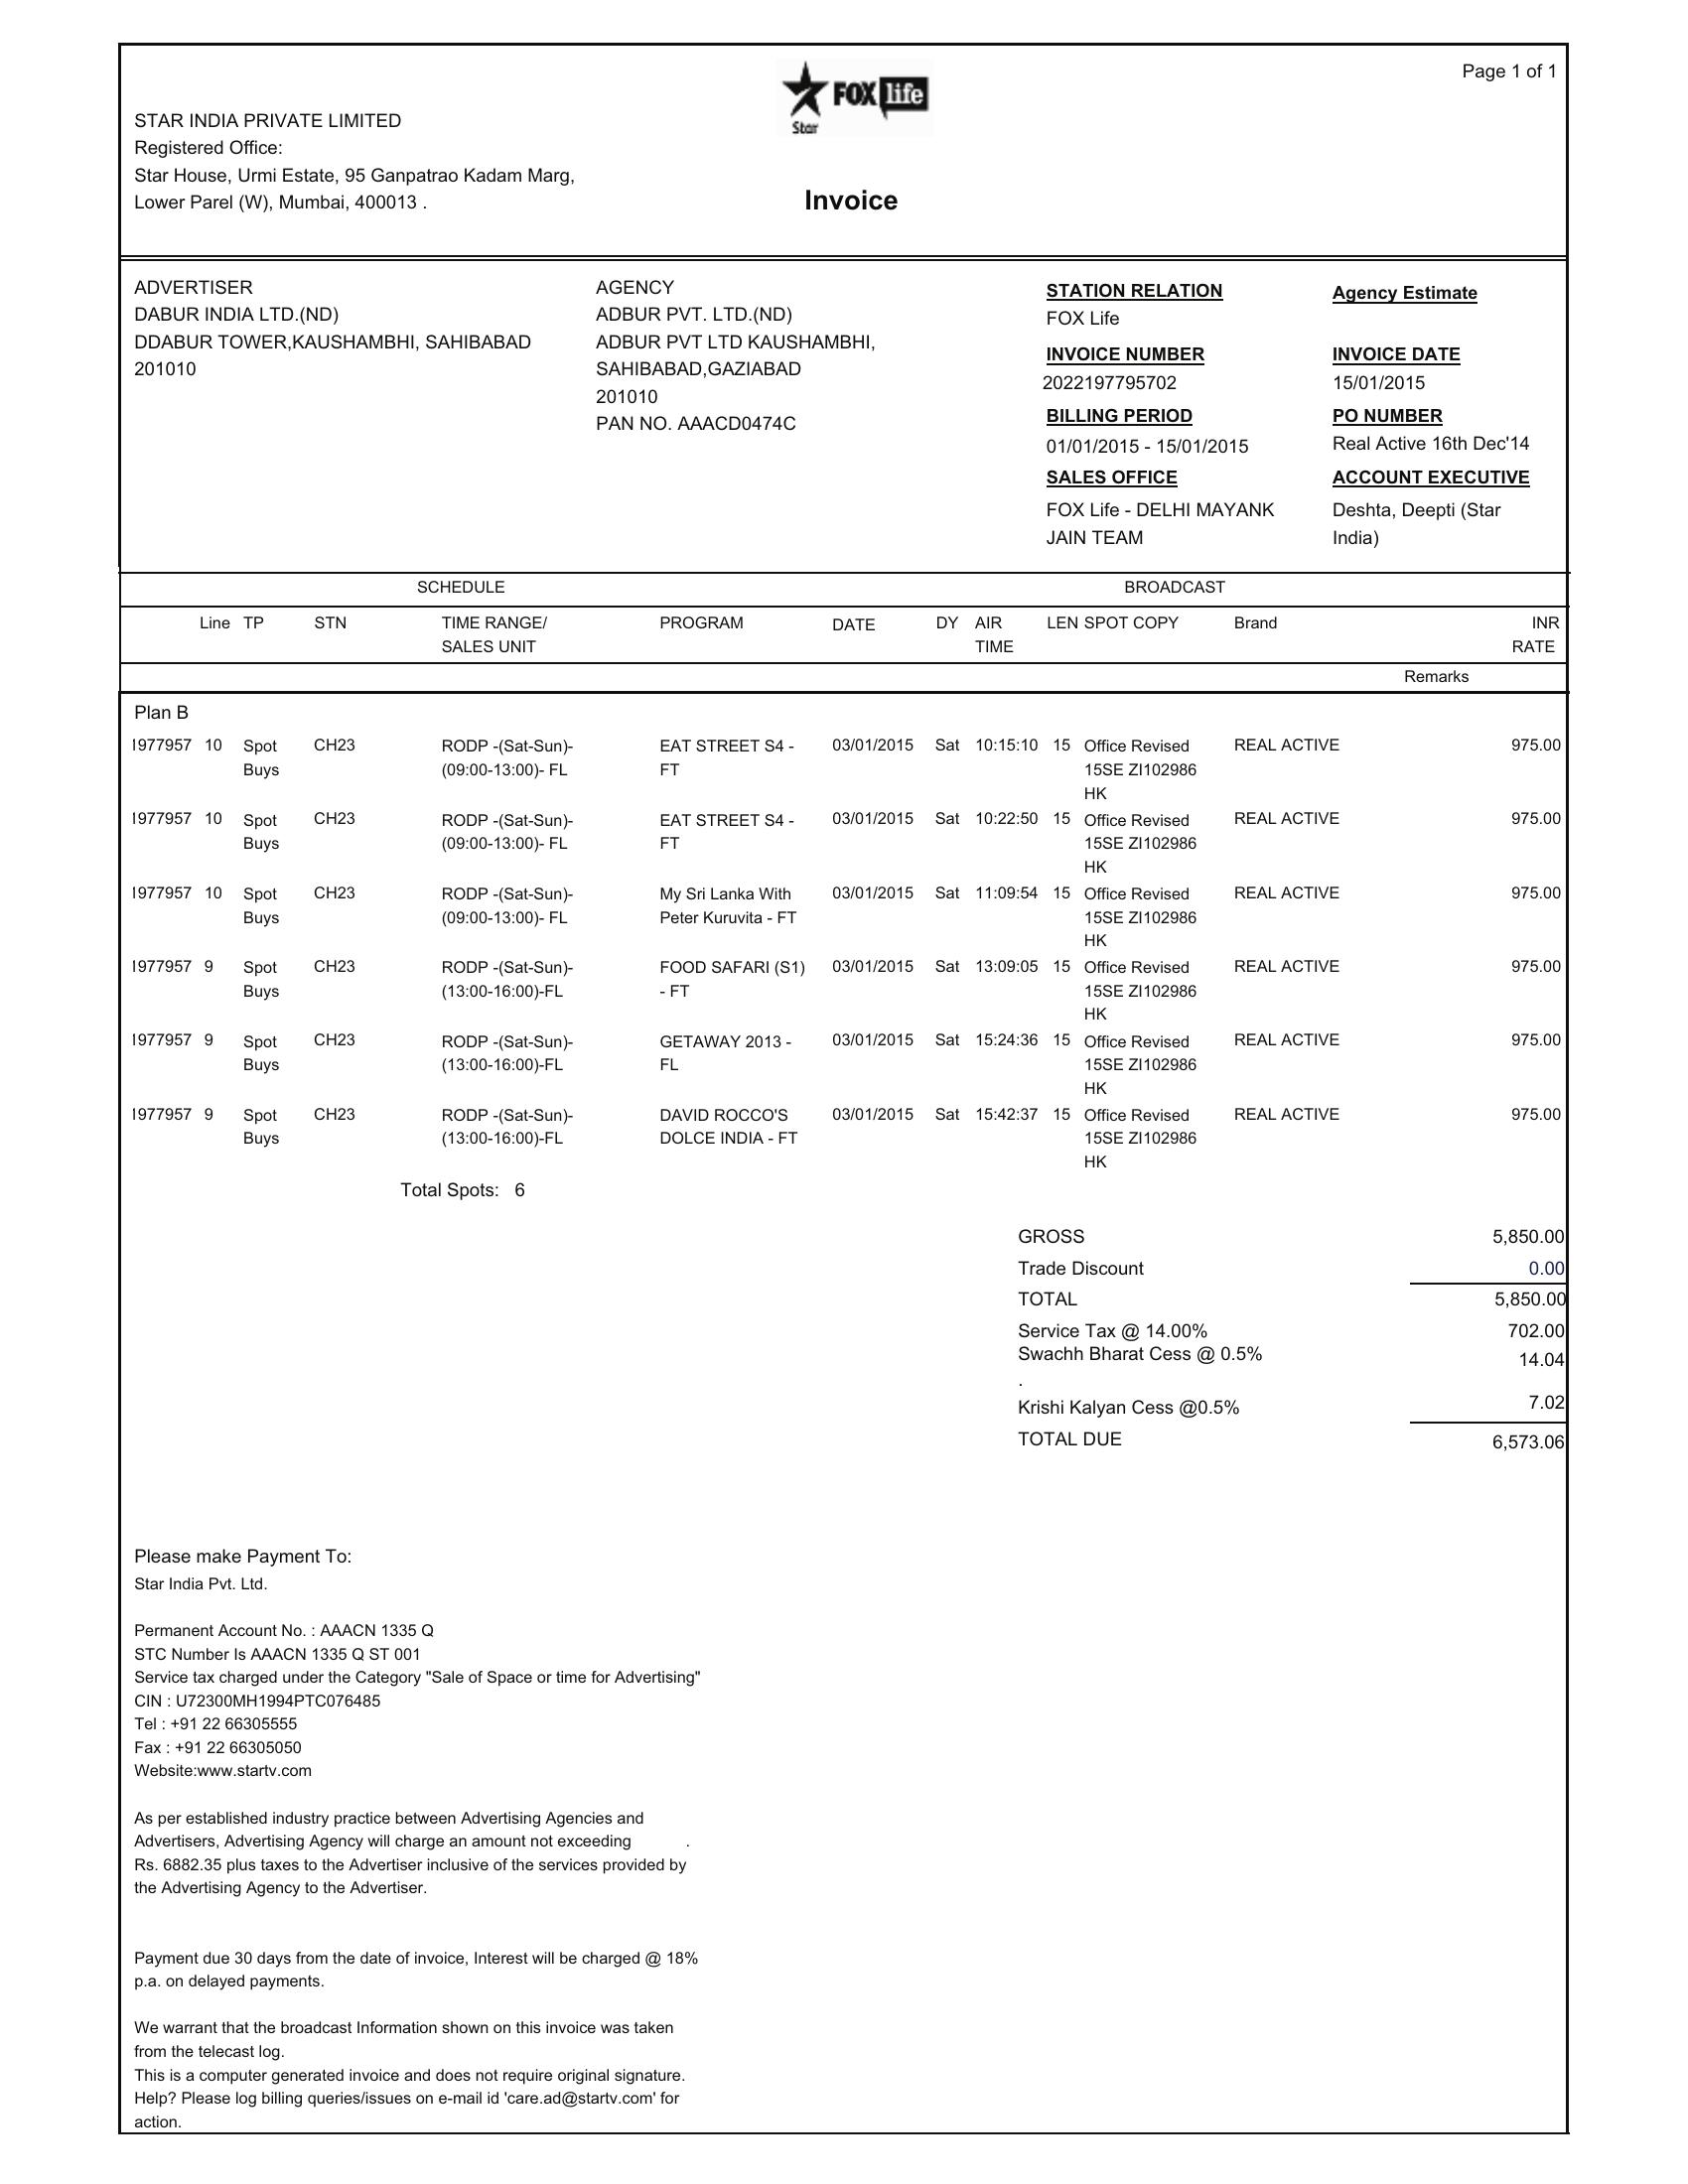 Page 1 of 1
FOX life
Star
STAR INDIA PRIVATE LIMITED
Registered Office:
Star House, Urmi Estate, 95 Ganpatrao Kadam Marg,
Lower Parel (W), Mumbai, 400013 .
Invoice
ADVERTISER
DABUR INDIA LTD.(ND)
DDABUR TOWER,KAUSHAMBHI, SAHIBABAD
201010
AGENCY
ADBUR PVT. LTD.(ND)
ADBUR PVT LTD KAUSHAMBHI,
SAHIBABAD,GAZIABAD
201010
PAN NO. AAACD0474C
STATION RELATION
FOX Life
Agency Estimate
INVOICE NUMBER
2022197795702
INVOICE DATE
15/01/2015
BILLING PERIOD
01/01/2015 - 15/01/2015
PO NUMBER
Real Active 16th Dec'14
SALES OFFICE
FOX Life - DELHI MAYANK
JAIN TEAM
ACCOUNT EXECUTIVE
Deshta, Deepti (Star
India)
SCHEDULE BROADCAST
Line TP STN TIME RANGE/ PROGRAM DATE DY AIR LEN SPOT COPY Brand INR
SALES UNIT TIME RATE
Remarks
Plan B
1977957 10 Spot CH23 RODP -(Sat-Sun)- EAT STREET S4 - 03/01/2015 Sat 10:15:10 15 Office Revised REAL ACTIVE 975.00
Buys (09:00-13:00)- FL FT 15SE ZI102986
HK
1977957 10 Spot CH23 RODP -(Sat-Sun)- EAT STREET S4 - 03/01/2015 Sat 10:22:50 15 Office Revised REAL ACTIVE 975.00
Buys (09:00-13:00)- FL FT 15SE ZI102986
HK
1977957 10 Spot CH23 RODP -(Sat-Sun)- My Sri Lanka With 03/01/2015 Sat 11:09:54 15 Office Revised REAL ACTIVE 975.00
Buys (09:00-13:00)- FL Peter Kuruvita - FT 15SE ZI102986
HK
1977957 9 Spot CH23 RODP -(Sat-Sun)- FOOD SAFARI (S1) 03/01/2015 Sat 13:09:05 15 Office Revised REAL ACTIVE 975.00
Buys (13:00-16:00)-FL - FT 15SE ZI102986
HK
1977957 9 Spot CH23 RODP -(Sat-Sun)- GETAWAY 2013 - 03/01/2015 Sat 15:24:36 15 Office Revised REAL ACTIVE 975.00
Buys (13:00-16:00)-FL FL 15SE ZI102986
HK
1977957 9 Spot CH23 RODP -(Sat-Sun)- DAVID ROCCO'S 03/01/2015 Sat 15:42:37 15 Office Revised REAL ACTIVE 975.00
Buys (13:00-16:00)-FL DOLCE INDIA - FT 15SE ZI102986
HK
Total Spots: 6
GROSS 5,850.00
Trade Discount 0.00
TOTAL 5,850.00
Service Tax @ 14.00% 702.00
Swachh Bharat Cess @ 0.5% 14.04
.
Krishi Kalyan Cess @0.5% 7.02
TOTAL DUE 6,573.06
Please make Payment To:
Star India Pvt. Ltd.
Permanent Account No. : AAACN 1335 Q
STC Number Is AAACN 1335 Q ST 001
Service tax charged under the Category "Sale of Space or time for Advertising"
CIN : U72300MH1994PTC076485
Tel : +91 22 66305555
Fax : +91 22 66305050
Website:www.startv.com
As per established industry practice between Advertising Agencies and
Advertisers, Advertising Agency will charge an amount not exceeding .
Rs. 6882.35 plus taxes to the Advertiser inclusive of the services provided by
the Advertising Agency to the Advertiser.
Payment due 30 days from the date of invoice, Interest will be charged @ 18%
p.a. on delayed payments.
We warrant that the broadcast Information shown on this invoice was taken
from the telecast log.
This is a computer generated invoice and does not require original signature.
Help? Please log billing queries/issues on e-mail id 'care.ad@startv.com' for
action.